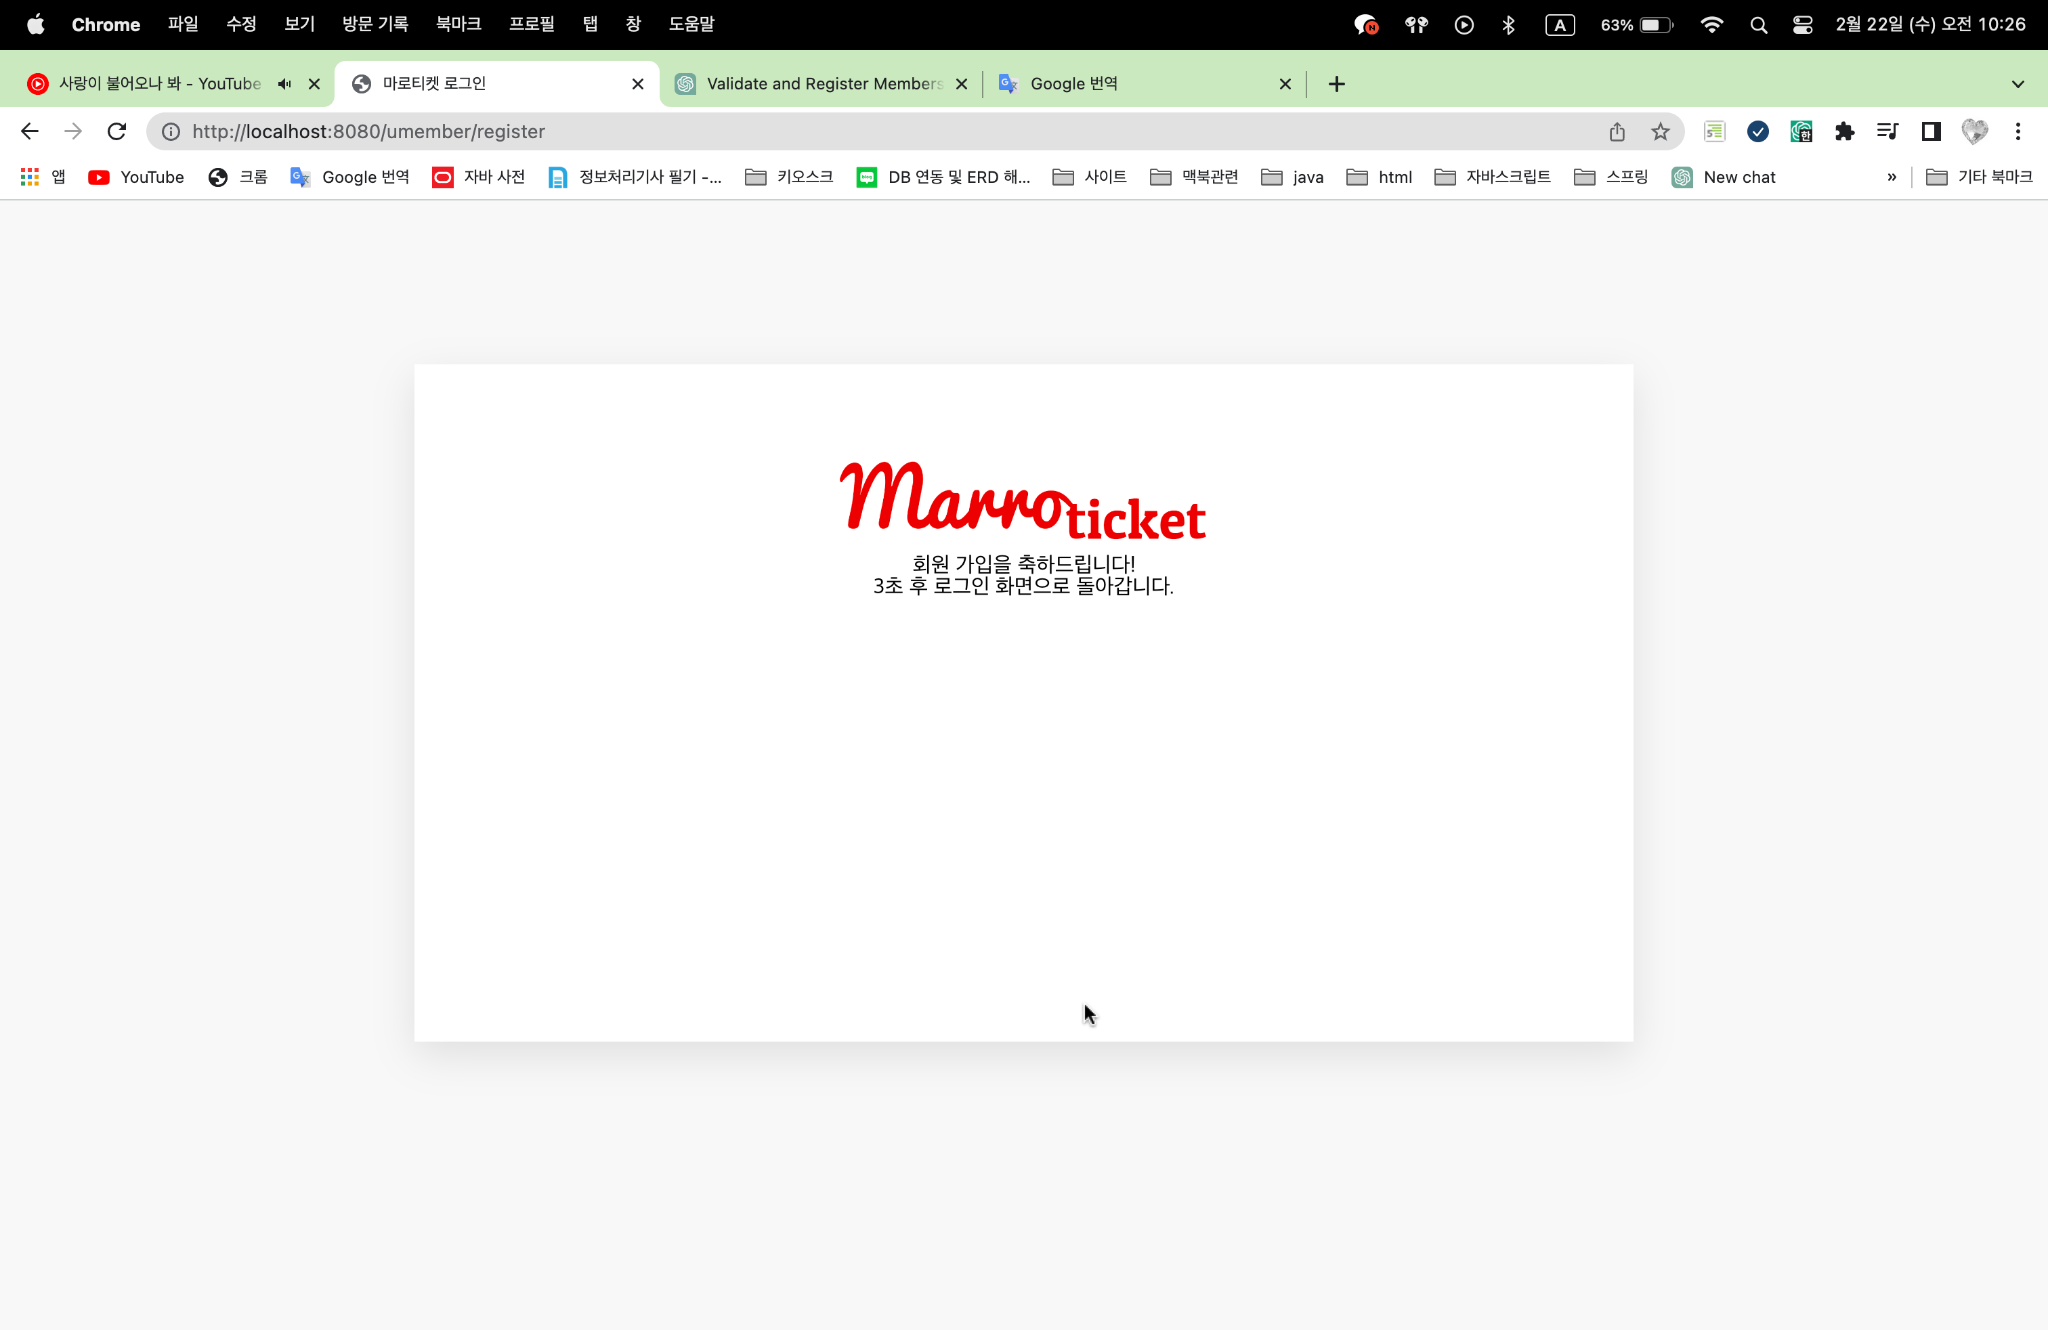 Chrome 파일 수정 보기 방문 기록 북마크 프로필 탭 창 도움말 A 63% 2월 22일 (수) 오전 10:26
사랑이 불어오나 봐 - YouTube 마로티켓 로그인 Validate and Register Members Google 번역
http://localhost:8080/umember/register
앱 YouTube 크롬 Google 번역 자바 사전 정보처리기사 필기 -... 키오스크 DB 연동 및 ERD 해... 사이트 맥북관련 java html 자바스크립트 스프링 New chat » 기타 북마크
Marroticket
회원 가입을 축하드립니다!
3초 후 로그인 화면으로 돌아갑니다.